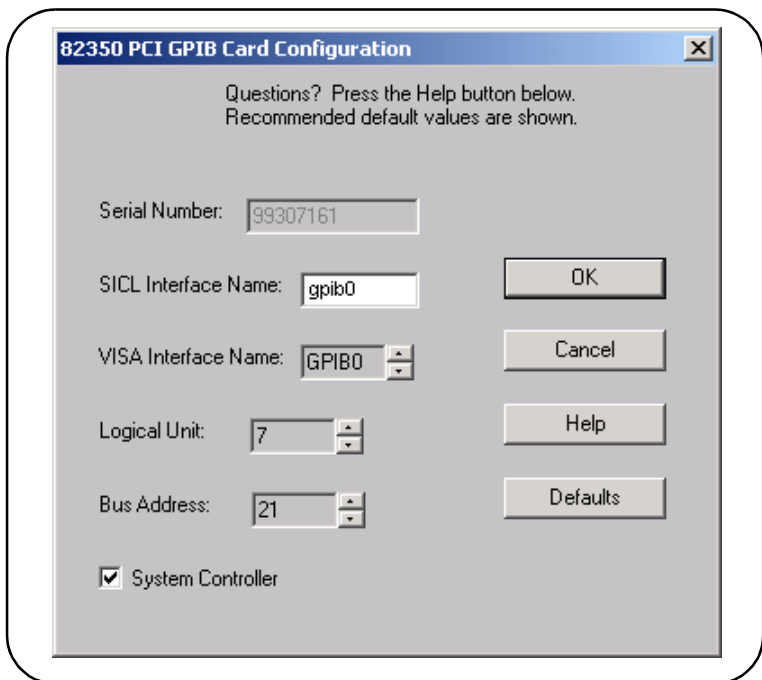 82350 PCI GPIB Card Configuration
Questions?  Press the Help button below.
Recommended default values are shown.
Serial Number: 99307161
SICL Interface Name: gpib0
OK
VISA Interface Name: GPIB0
Cancel
Logical Unit: 7
Help
Bus Address: 21
Defaults
System Controller